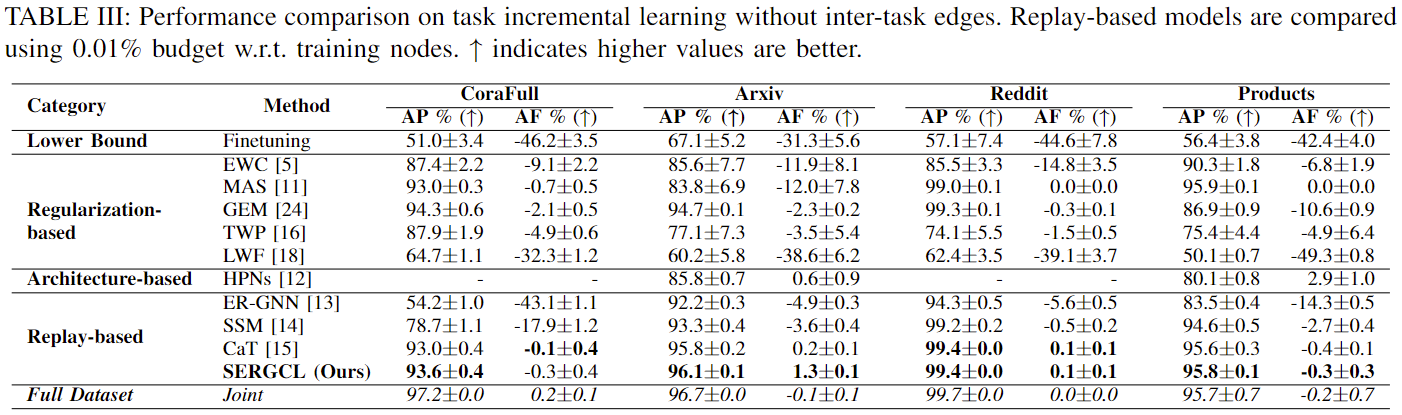 TABLE III: Performance comparison on task incremental learning without inter-task edges. Replay-based models are compared
using 0.01% budget w.r.t. training nodes. ↑ indicates higher values are better.
Category Method CoraFull Arxiv Reddit Products
AP % (↑) AF % (↑) AP % (↑) AF % (↑) AP % (↑) AF % (↑) AP % (↑) AF % (↑)
Lower Bound Finetuning 51.0±3.4 -46.2±3.5 67.1±5.2 -31.3±5.6 57.1±7.4 -44.6±7.8 56.4±3.8 -42.4±4.0
Regularization-based
EWC [5] 87.4±2.2 -9.1±2.2 85.6±7.7 -11.9±8.1 85.5±3.3 -14.8±3.5 90.3±1.8 -6.8±1.9
MAS [11] 93.0±0.3 -0.7±0.5 83.8±6.9 -12.0±7.8 99.0±0.1 0.0±0.0 95.9±0.1 0.0±0.0
GEM [24] 94.3±0.6 -2.1±0.5 94.7±0.1 -2.3±0.2 99.3±0.1 -0.3±0.1 86.9±0.9 -10.6±0.9
TWP [16] 87.9±1.9 -4.9±0.6 77.1±7.3 -3.5±5.4 74.1±5.5 -1.5±0.5 75.4±4.4 -4.9±6.4
LWF [18] 64.7±1.1 -32.3±1.2 60.2±5.8 -38.6±6.2 62.4±3.5 -39.1±3.7 50.1±0.7 -49.3±0.8
Architecture-based HPNs [12] - - 85.8±0.7 0.6±0.9 - - 80.1±0.8 2.9±1.0
Replay-based
ER-GNN [13] 54.2±1.0 -43.1±1.1 92.2±0.3 -4.9±0.3 94.3±0.5 -5.6±0.5 83.5±0.4 -14.3±0.5
SSM [14] 78.7±1.1 -17.9±1.2 93.3±0.4 -3.6±0.4 99.2±0.2 -0.5±0.2 94.6±0.5 -2.7±0.4
CaT [15] 93.0±0.4 -0.1±0.4 95.8±0.2 0.2±0.1 99.4±0.0 0.1±0.1 95.6±0.3 -0.4±0.1
SERGCL (Ours) 93.6±0.4 -0.3±0.4 96.1±0.1 1.3±0.1 99.4±0.0 0.1±0.1 95.8±0.1 -0.3±0.3
Full Dataset Joint 97.2±0.0 0.2±0.1 96.7±0.0 -0.1±0.1 99.7±0.0 0.0±0.0 95.7±0.7 -0.2±0.7